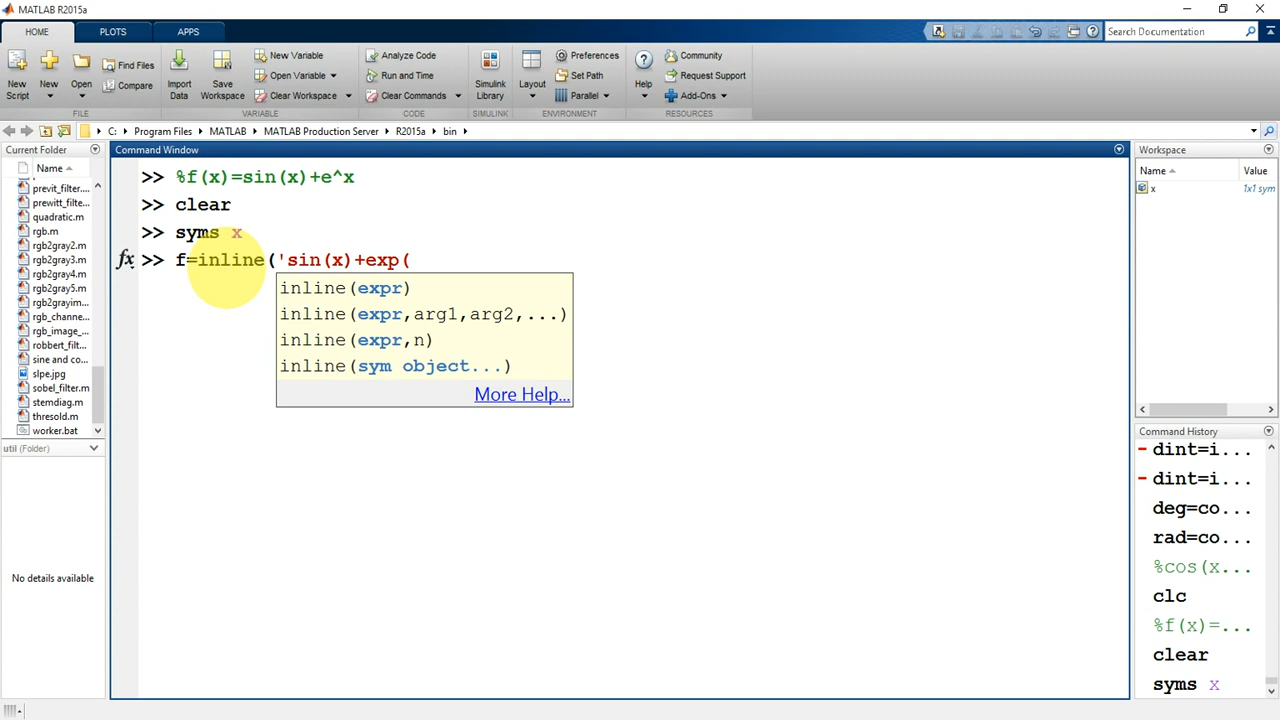 MATLAB R2015a
HOME
PLOTS
APPS
Search Documentation
New Script
New
Open
Find Files
Compare
FILE
Import Data
Save Workspace
New Variable
Open Variable
Clear Workspace
VARIABLE
Analyze Code
Run and Time
Clear Commands
CODE
Simulink Library
SIMULINK
Layout
Preferences
Set Path
Parallel
ENVIRONMENT
Help
Community
Request Support
Add-Ons
RESOURCES
C: Program Files MATLAB MATLAB Production Server R2015a bin
Current Folder
Name
previt_filter...
prewitt_filter...
quadratic.m
rgb.m
rgb2gray2.m
rgb2gray3.m
rgb2gray4.m
rgb2gray5.m
rgb2grayim...
rgb_channe...
rgb_image_...
robbert_filt...
sine and co...
slpe.jpg
sobel_filter.m
stemdiag.m
thresold.m
worker.bat
util (Folder)
No details available
Command Window
>> %f(x)=sin(x)+e^x
>> clear
>> syms x
fx >> f=inline('sin(x)+exp(
inline(expr)
inline(expr,arg1,arg2,...)
inline(expr,n)
inline(sym object...)
More Help...
Workspace
Name Value
x 1x1 sym
Command History
dint=i...
dint=i...
deg=co...
rad=co...
%cos(x...
clc
%f(x)=...
clear
syms x